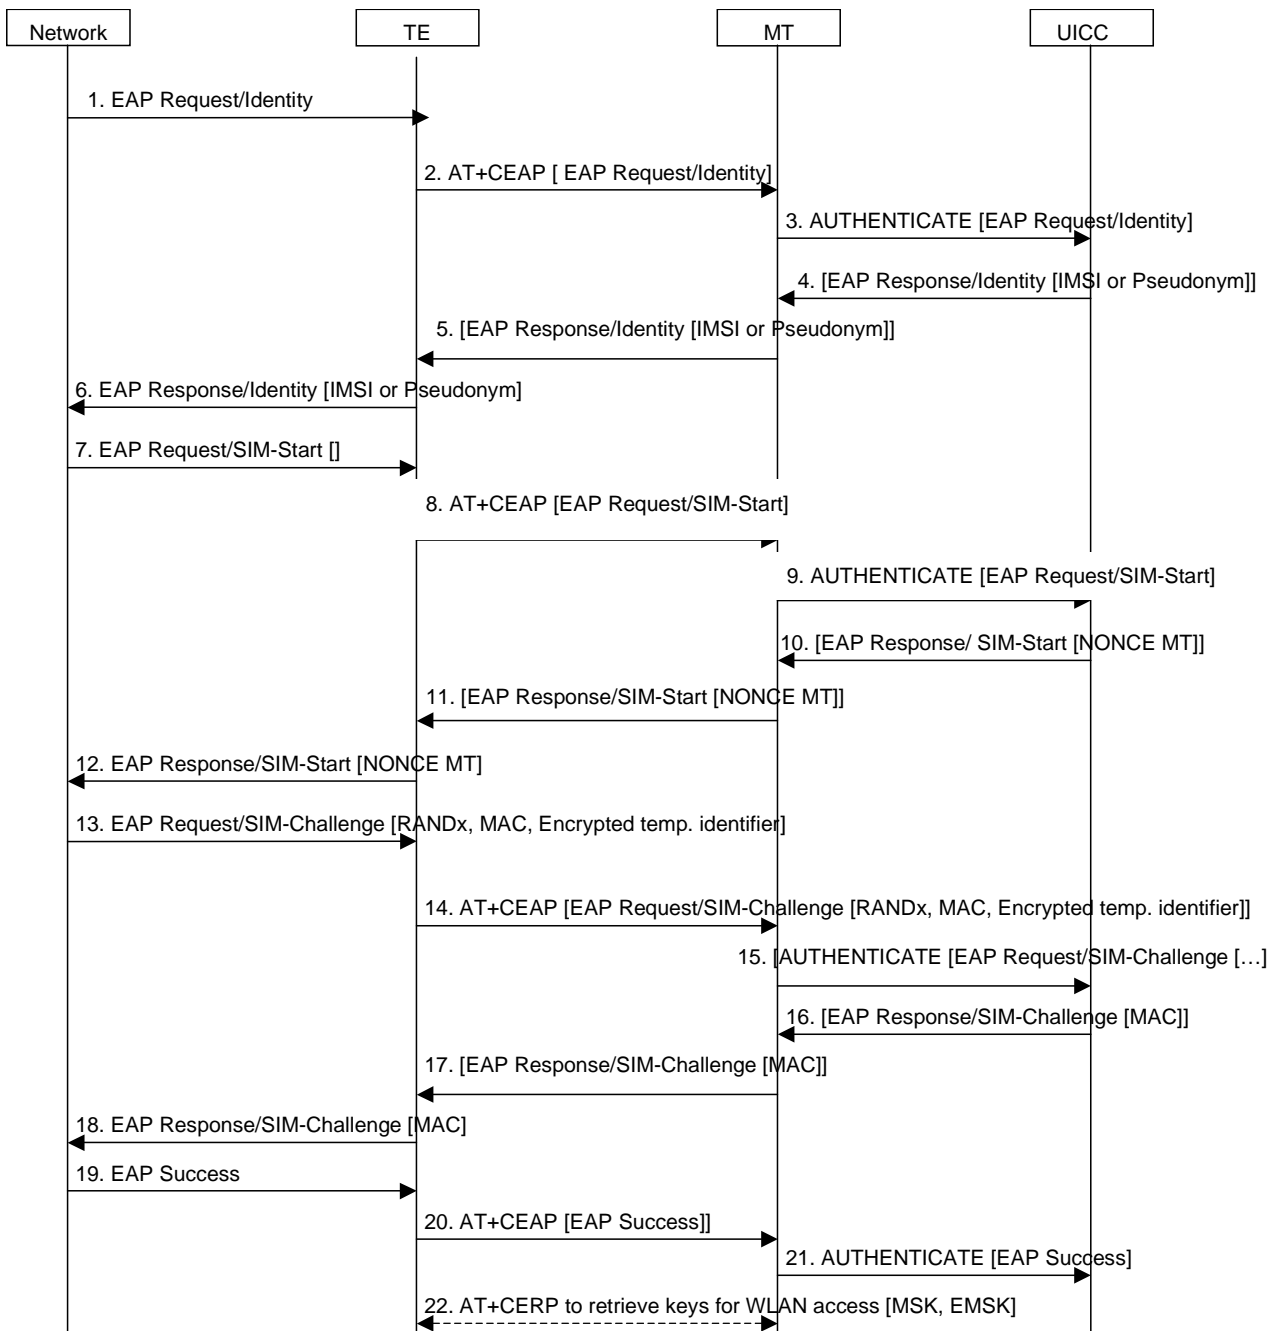 Network
TE
MT
UICC
1. EAP Request/Identity
2. AT+CEAP [ EAP Request/Identity]
3. AUTHENTICATE [EAP Request/Identity]
4. [EAP Response/Identity [IMSI or Pseudonym]]
5. [EAP Response/Identity [IMSI or Pseudonym]]
6. EAP Response/Identity [IMSI or Pseudonym]
7. EAP Request/SIM-Start []
8. AT+CEAP [EAP Request/SIM-Start]
9. AUTHENTICATE [EAP Request/SIM-Start]
10. [EAP Response/ SIM-Start [NONCE MT]]
11. [EAP Response/SIM-Start [NONCE MT]]
12. EAP Response/SIM-Start [NONCE MT]
13. EAP Request/SIM-Challenge [RANDx, MAC, Encrypted temp. identifier]
14. AT+CEAP [EAP Request/SIM-Challenge [RANDx, MAC, Encrypted temp. identifier]]
15. [AUTHENTICATE [EAP Request/SIM-Challenge […]
16. [EAP Response/SIM-Challenge [MAC]]
17. [EAP Response/SIM-Challenge [MAC]]
18. EAP Response/SIM-Challenge [MAC]
19. EAP Success
20. AT+CEAP [EAP Success]]
21. AUTHENTICATE [EAP Success]
22. AT+CERP to retrieve keys for WLAN access [MSK, EMSK]